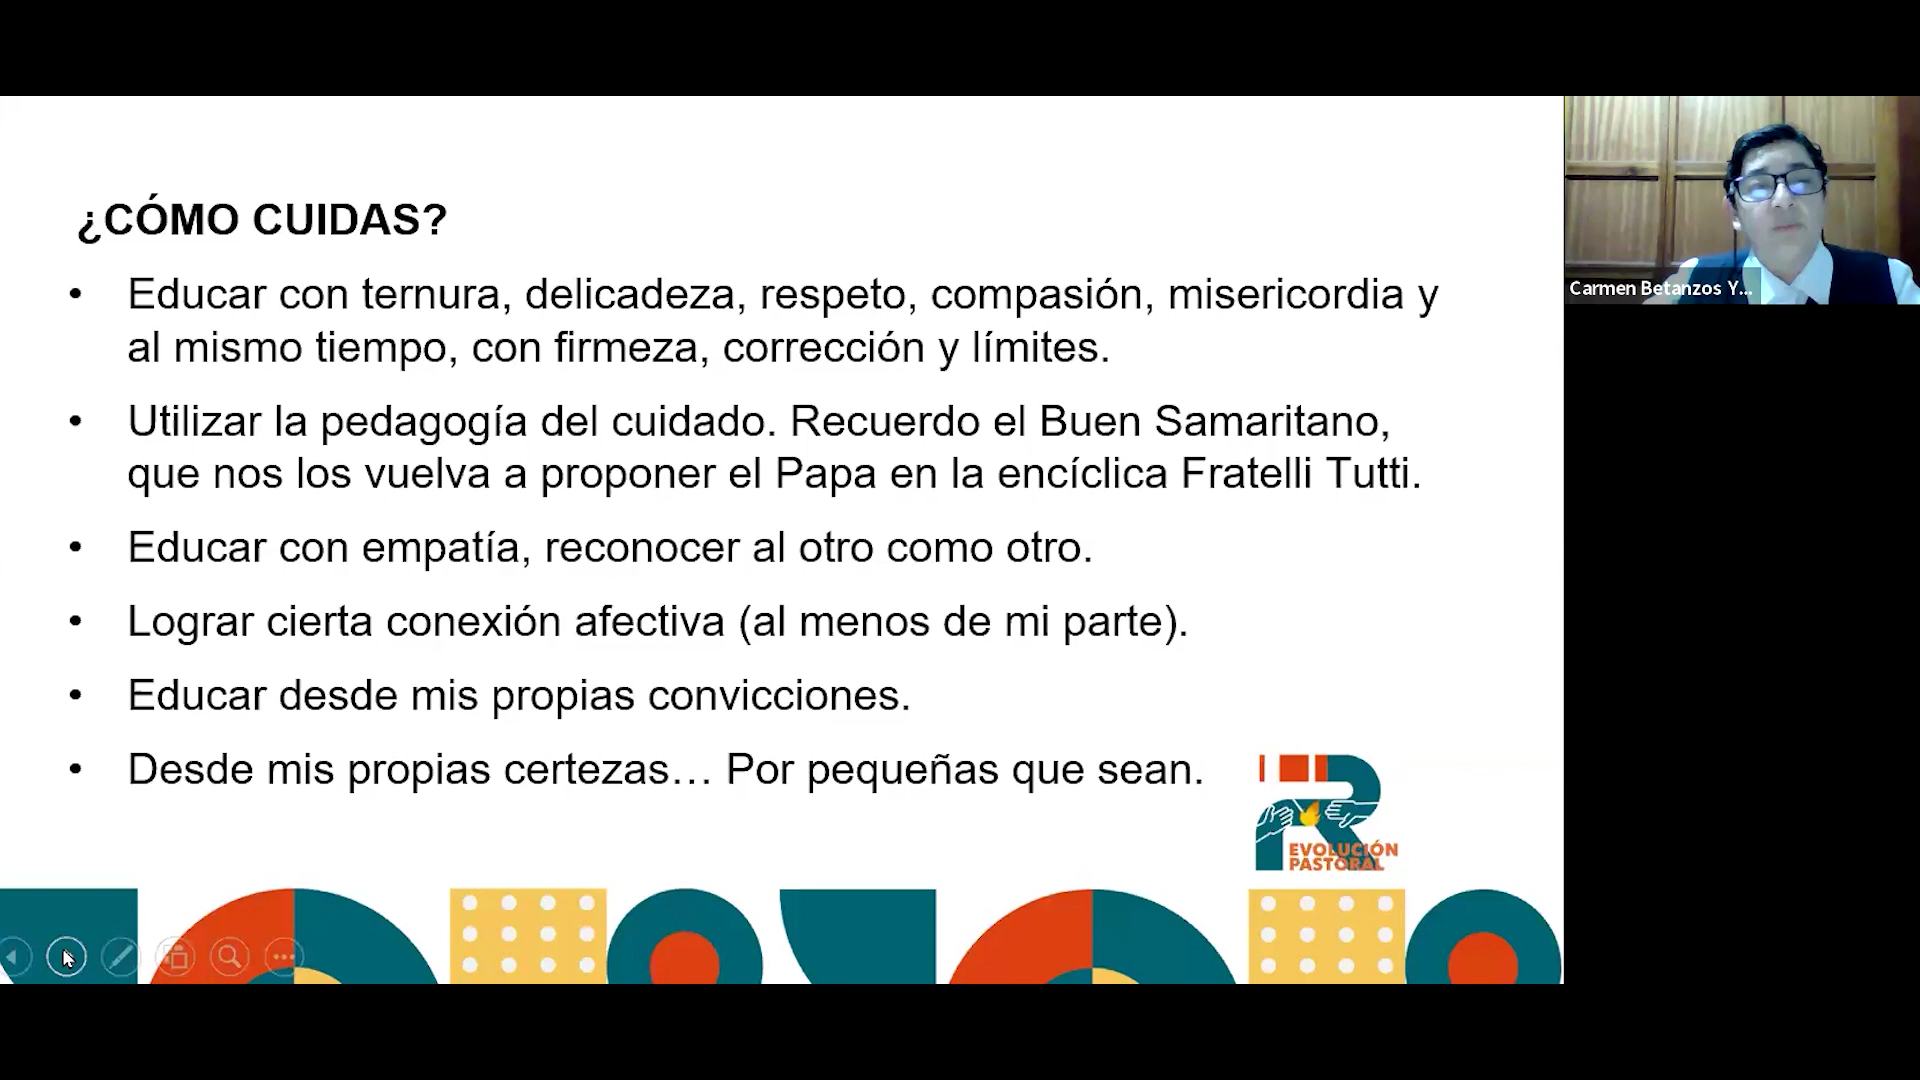 ¿CÓMO CUIDAS?
• Educar con ternura, delicadeza, respeto, compasión, misericordia y
al mismo tiempo, con firmeza, corrección y límites.
• Utilizar la pedagogía del cuidado. Recuerdo el Buen Samaritano,
que nos los vuelva a proponer el Papa en la encíclica Fratelli Tutti.
• Educar con empatía, reconocer al otro como otro.
• Lograr cierta conexión afectiva (al menos de mi parte).
• Educar desde mis propias convicciones.
• Desde mis propias certezas… Por pequeñas que sean.
REVOLUCIÓN
PASTORAL
Carmen Betanzos Y...